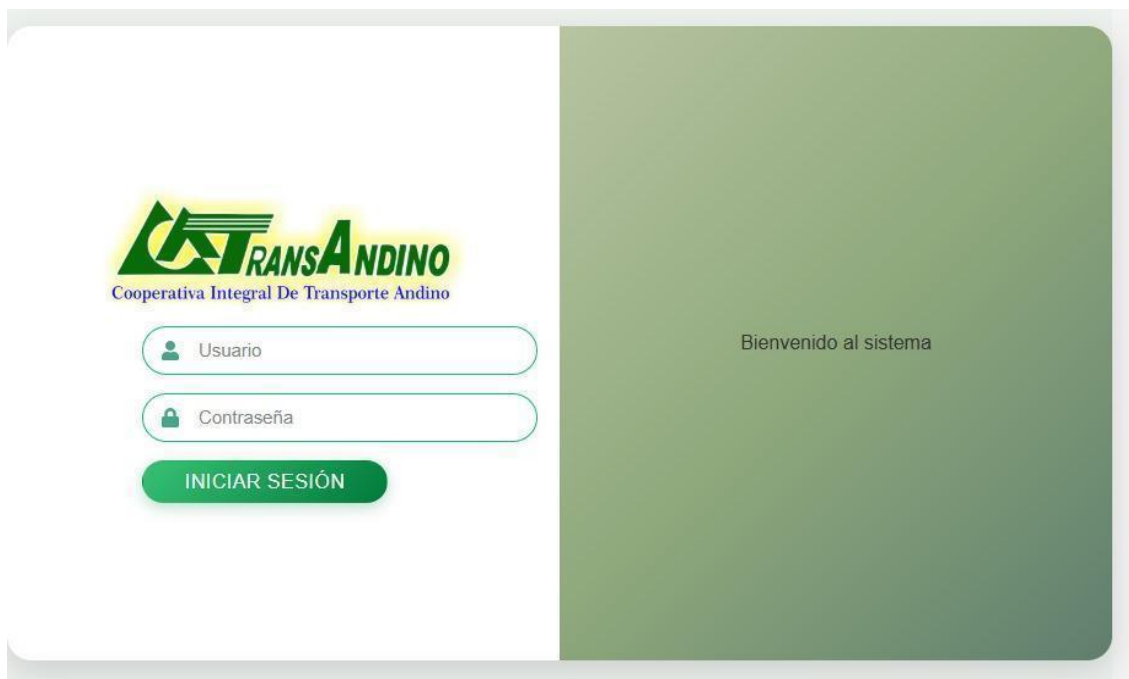 TRANSANDINO
Cooperativa Integral De Transporte Andino
Usuario
Contraseña
INICIAR SESIÓN
Bienvenido al sistema